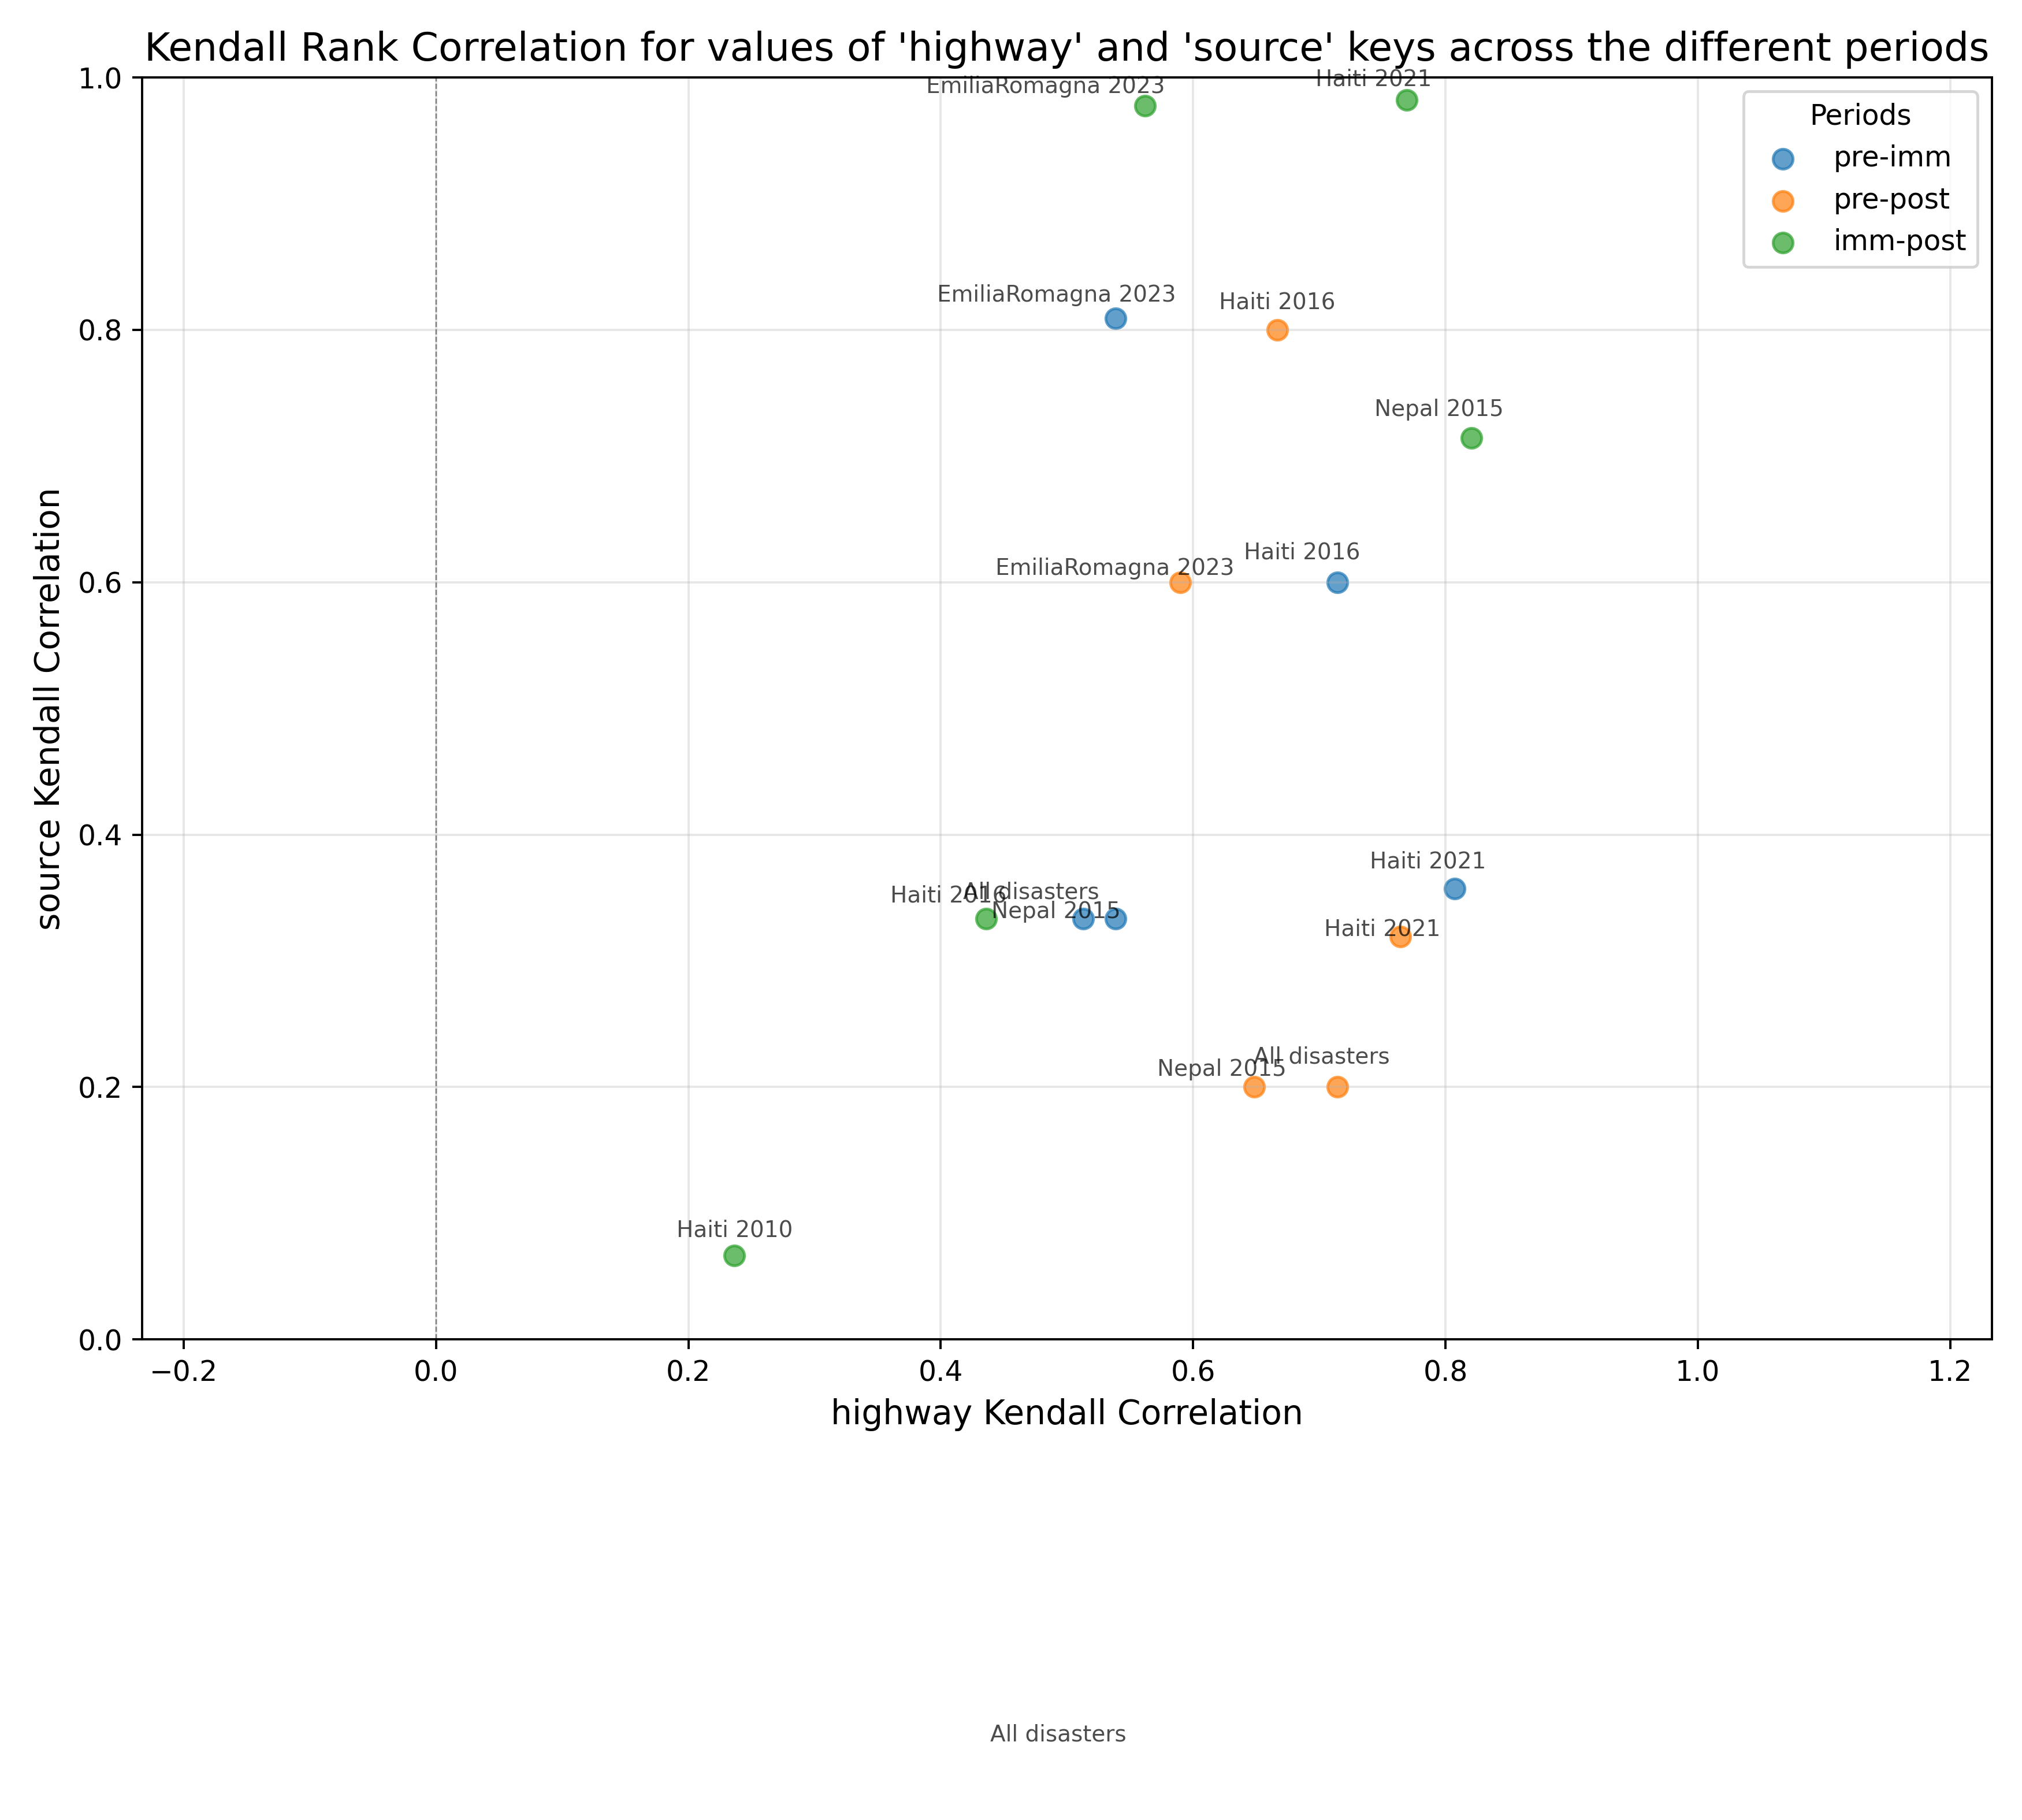 Kendall Rank Correlation for values of 'highway' and 'source' keys across the different periods
1.0
0.8
0.6
0.4
0.2
0.0
source Kendall Correlation
EmiliaRomagna 2023
Haiti 2021
Periods
pre-imm
pre-post
imm-post
EmiliaRomagna 2023
Haiti 2016
Nepal 2015
Haiti 2016
EmiliaRomagna 2023
Haiti 2021
Haiti 2016
All disasters
Nepal 2015
Haiti 2021
All disasters
Nepal 2015
Haiti 2010
−0.2
0.0
0.2
0.4
0.6
0.8
1.0
1.2
highway Kendall Correlation
All disasters